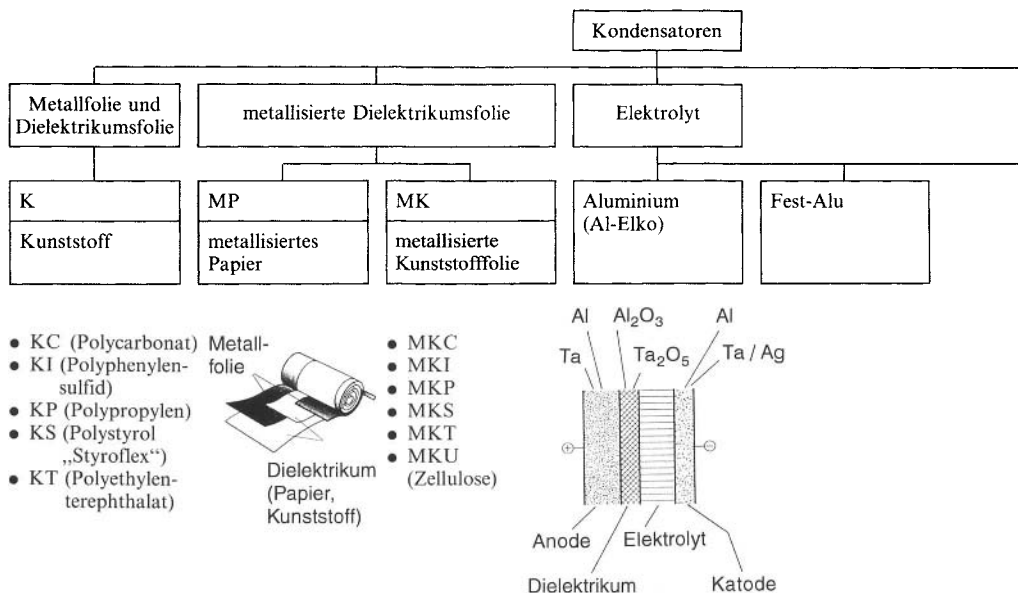 Kondensatoren
Metallfolie und
Dielektrikumsfolie
metallisierte Dielektrikumsfolie
Elektrolyt
K
Kunststoff
MP
metallisiertes
Papier
MK
metallisierte
Kunststofffolie
Aluminium
(Al-Elko)
Fest-Alu
● KC (Polycarbonat)
● KI (Polyphenylen-
sulfid)
● KP (Polypropylen)
● KS (Polystyrol
„Styroflex“)
● KT (Polyethylen-
terephthalat)
Metall-
folie
Dielektrikum
(Papier,
Kunststoff)
● MKC
● MKI
● MKP
● MKS
● MKT
● MKU
(Zellulose)
Al Al₂O₃ Al
Ta Ta₂O₅ Ta / Ag
⊕ ⊖
Anode Elektrolyt
Dielektrikum Katode